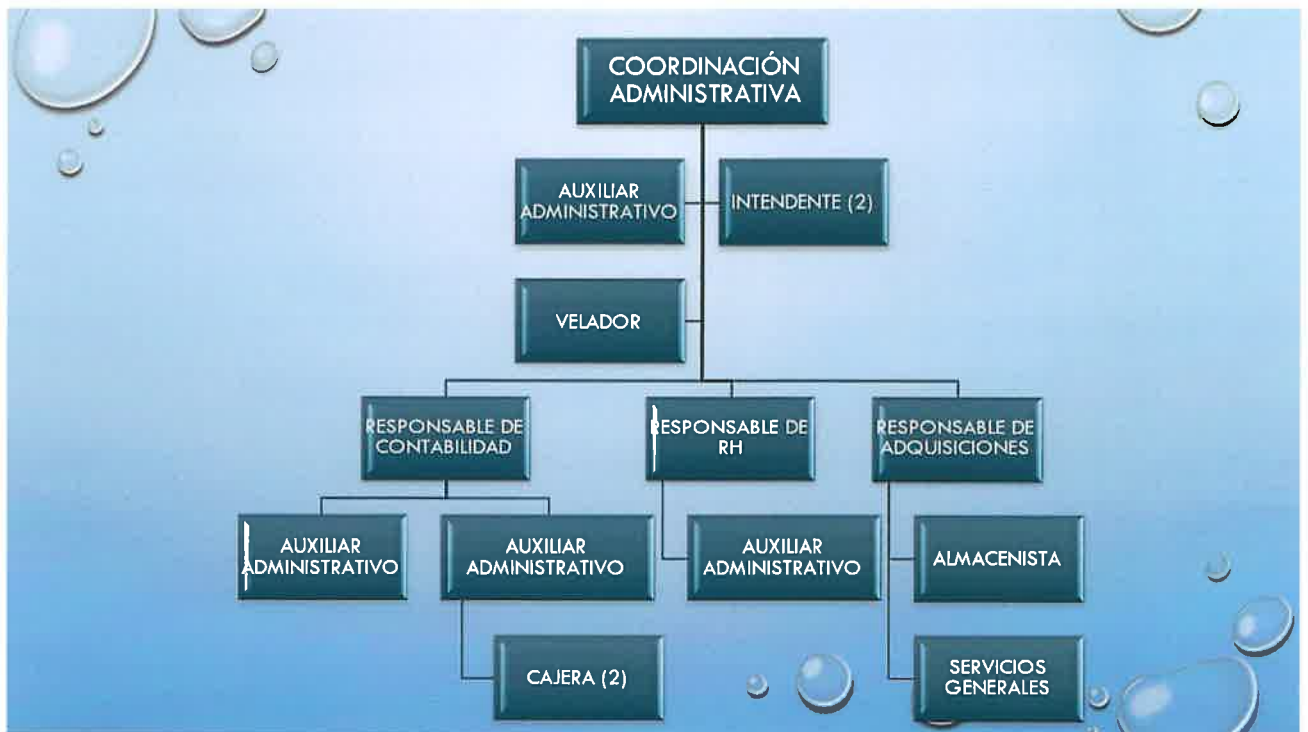 COORDINACIÓN
ADMINISTRATIVA
AUXILIAR
ADMINISTRATIVO
INTENDENTE (2)
VELADOR
RESPONSABLE DE
CONTABILIDAD
RESPONSABLE DE
RH
RESPONSABLE DE
ADQUISICIONES
AUXILIAR
ADMINISTRATIVO
AUXILIAR
ADMINISTRATIVO
AUXILIAR
ADMINISTRATIVO
ALMACENISTA
CAJERA (2)
SERVICIOS
GENERALES